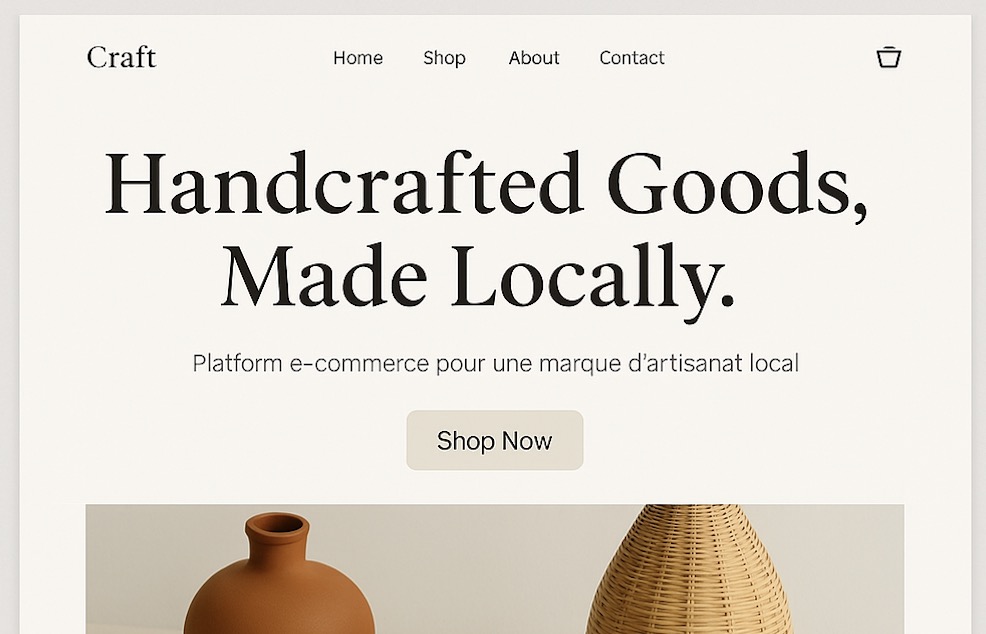 Craft
Home Shop About Contact
Handcrafted Goods,
Made Locally.
Platform e-commerce pour une marque d'artisanat local
Shop Now